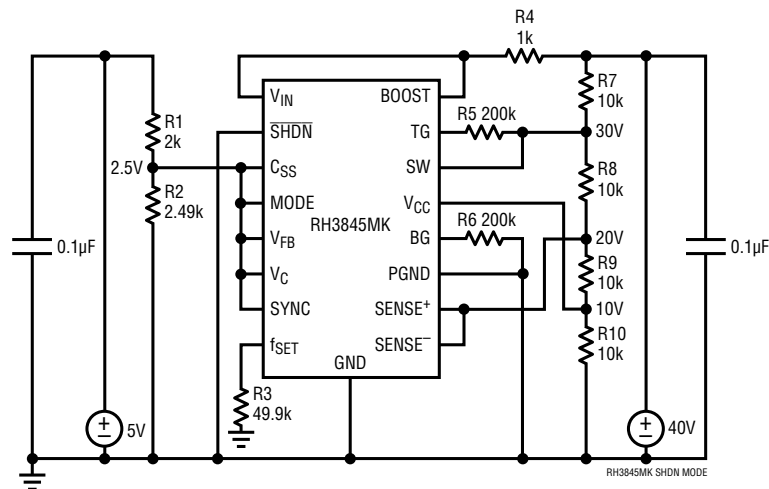 R4
1k
VIN
SHDN
CSS
MODE
VFB
VC
SYNC
fSET
GND
RH3845MK
BOOST
TG
SW
VCC
BG
PGND
SENSE+
SENSE−
R5 200k
R6 200k
R1
2k
2.5V
R2
2.49k
0.1µF
5V
R3
49.9k
R7
10k
30V
R8
10k
20V
R9
10k
10V
R10
10k
0.1µF
40V
+
−
+
−
RH3845MK SHDN MODE